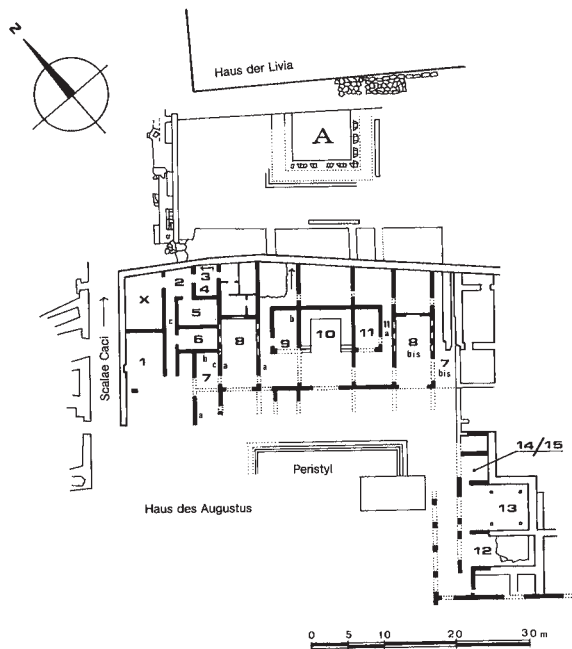 N
Haus der Livia
A
Scalae Caci
X
1
2
3
4
5
6
7
8
9
10
11
8
bis
7
bis
c
b
c
a
a
a
b
11
a
Peristyl
Haus des Augustus
14/15
13
12
0 5 10 20 30 m